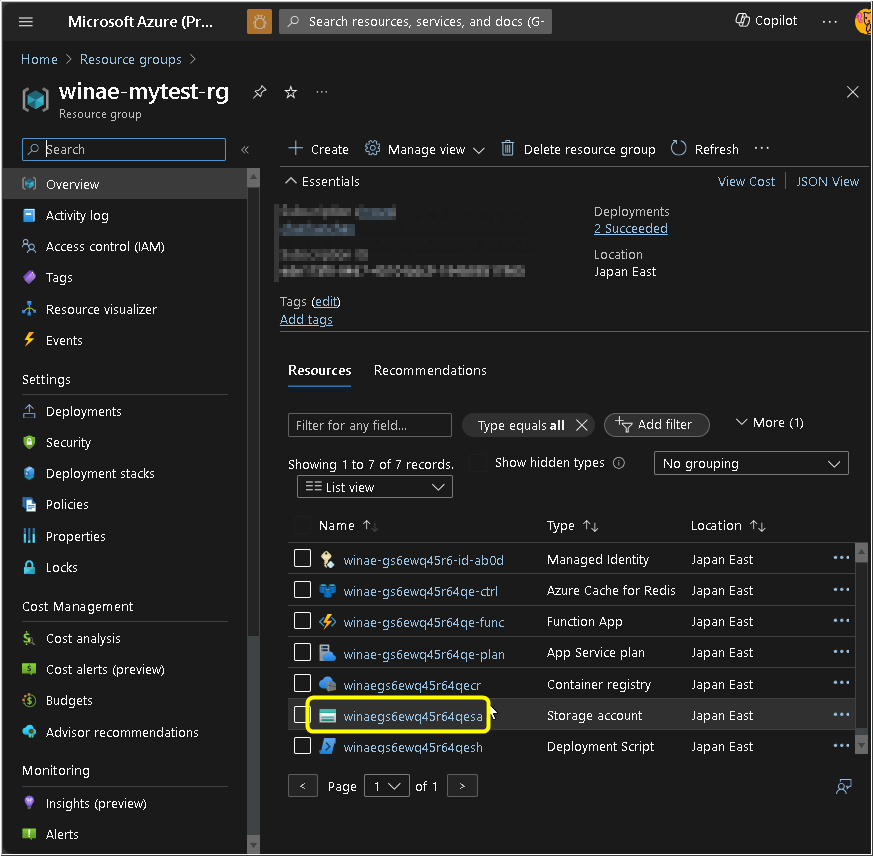 Microsoft Azure (Pr...
Search resources, services, and docs (G-
Copilot
Home > Resource groups >
winae-mytest-rg
Resource group
Search
Create
Manage view
Delete resource group
Refresh
Overview
Activity log
Access control (IAM)
Tags
Resource visualizer
Events
Settings
Deployments
Security
Deployment stacks
Policies
Properties
Locks
Cost Management
Cost analysis
Cost alerts (preview)
Budgets
Advisor recommendations
Monitoring
Insights (preview)
Alerts
Essentials
View Cost
JSON View
Deployments
2 Succeeded
Location
Japan East
Tags (edit)
Add tags
Resources
Recommendations
Filter for any field...
Type equals all
Add filter
More (1)
Showing 1 to 7 of 7 records.
Show hidden types
No grouping
List view
Name Type Location
winae-gs6ewq45r6-id-ab0d Managed Identity Japan East
winae-gs6ewq45r64qe-ctrl Azure Cache for Redis Japan East
winae-gs6ewq45r64qe-func Function App Japan East
winae-gs6ewq45r64qe-plan App Service plan Japan East
winaegs6ewq45r64qecr Container registry Japan East
winaegs6ewq45r64qesa Storage account Japan East
winaegs6ewq45r64qesh Deployment Script Japan East
< Page 1 of 1 >